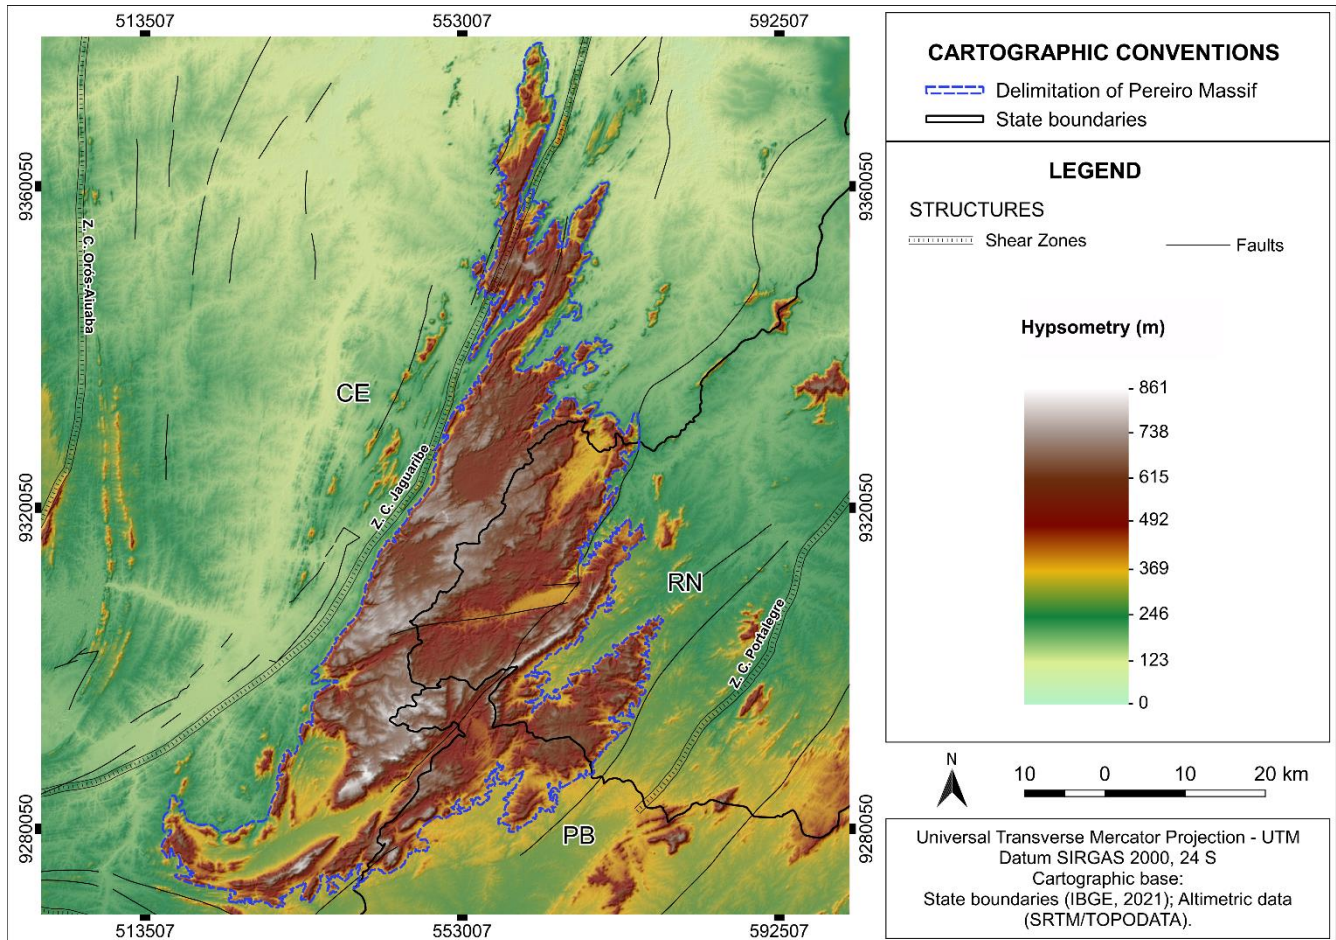 513507
553007
592507
9360050
9320050
9280050
Z. C. Orós-Aiuaba
CE
Z. C. Jaguaribe
RN
Z. C. Portalegre
PB
9360050
9320050
9280050
513507
553007
592507
CARTOGRAPHIC CONVENTIONS
Delimitation of Pereiro Massif
State boundaries
LEGEND
STRUCTURES
Shear Zones
Faults
Hypsometry (m)
861
738
615
492
369
246
123
0
N
10 0 10 20 km
Universal Transverse Mercator Projection - UTM
Datum SIRGAS 2000, 24 S
Cartographic base:
State boundaries (IBGE, 2021); Altimetric data
(SRTM/TOPODATA).